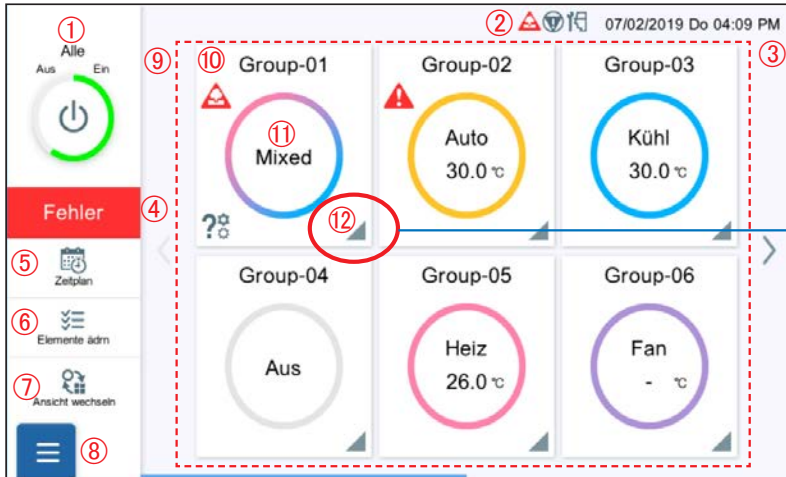 ①
Alle
Aus Ein
Fehler
④
⑤
Zeitplan
⑥
Elemente ädrn
⑦
Ansicht wechseln
⑧
② 07/02/2019 Do 04:09 PM
③
⑨
⑩ Group-01
⑪
Mixed
?
⑫
Group-02
Auto
30.0 °C
Group-03
Kühl
30.0 °C
Group-04
Aus
Group-05
Heiz
26.0 °C
Group-06
Fan
- °C